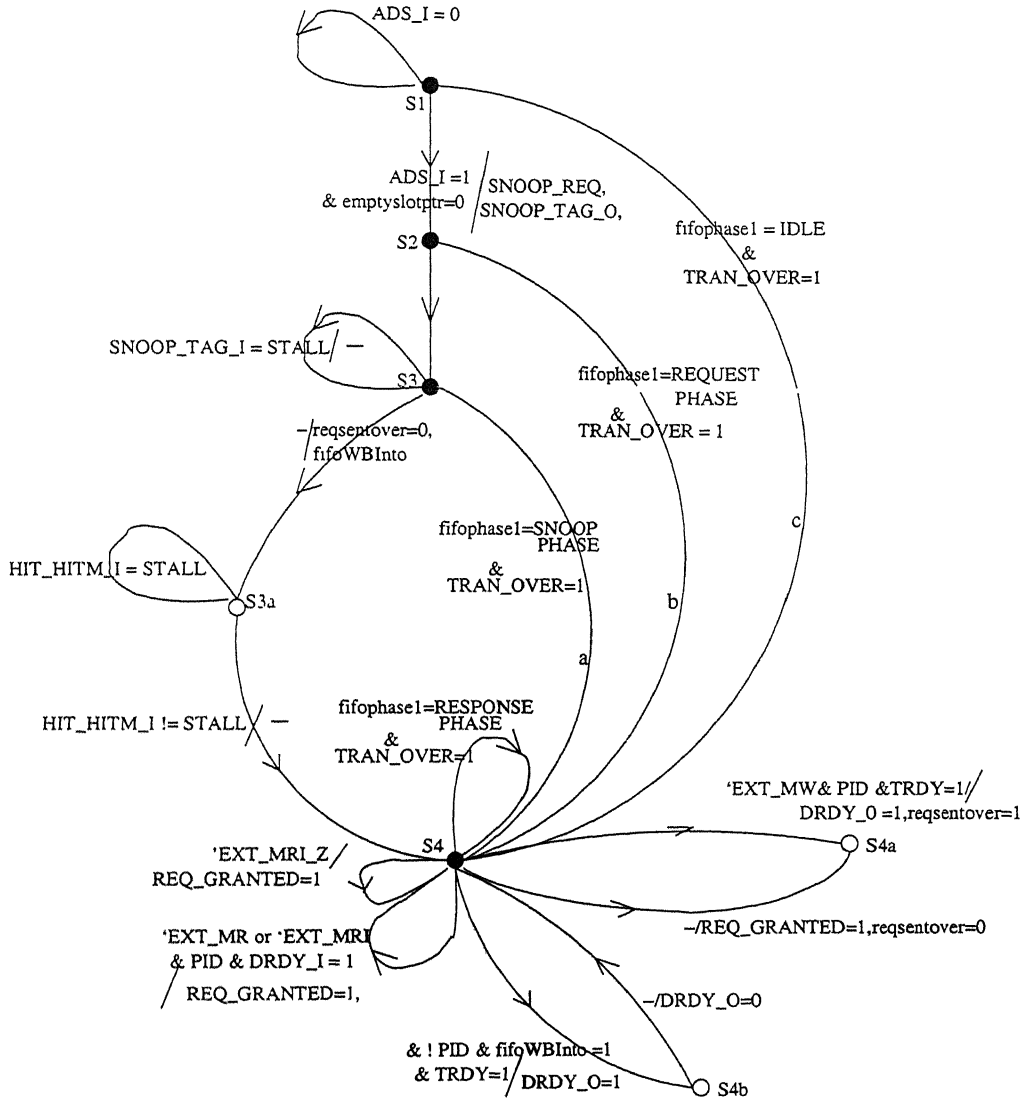 ADS_I = 0
S1
ADS_I =1
& emptyslotptr=0
SNOOP_REQ,
SNOOP_TAG_O,
S2
fifophase1 = IDLE
&
TRAN_OVER=1
SNOOP_TAG_I = STALL/ –
S3
fifophase1=REQUEST
PHASE
&
TRAN_OVER = 1
–/reqsentover=0,
fifoWBInto
fifophase1=SNOOP
PHASE
&
TRAN_OVER=1
c
HIT_HITM_I = STALL
S3a
b
a
HIT_HITM_I != STALL / –
fifophase1=RESPONSE
PHASE
&
TRAN_OVER=1
‘EXT_MW& PID &TRDY=1/
DRDY_0 =1,reqsentover=1
S4
S4a
‘EXT_MRI_Z /
REQ_GRANTED=1
–/REQ_GRANTED=1,reqsentover=0
‘EXT_MR or ‘EXT_MRI
& PID & DRDY_I = 1
/ REQ_GRANTED=1,
–/DRDY_O=0
& ! PID & fifoWBInto =1
& TRDY=1/ DRDY_O=1
S4b